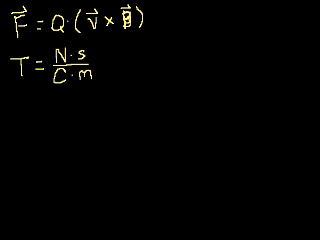 F⃗ = Q · (v⃗ × B⃗)
T = N·s / C·m